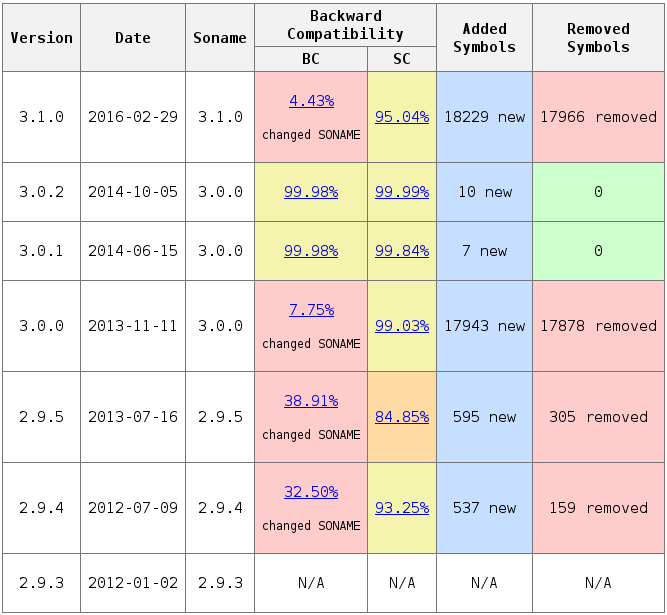 Version Date Soname Backward Compatibility Added Symbols Removed Symbols
BC SC
3.1.0 2016-02-29 3.1.0 4.43% changed SONAME 95.04% 18229 new 17966 removed
3.0.2 2014-10-05 3.0.0 99.98% 99.99% 10 new 0
3.0.1 2014-06-15 3.0.0 99.98% 99.84% 7 new 0
3.0.0 2013-11-11 3.0.0 7.75% changed SONAME 99.03% 17943 new 17878 removed
2.9.5 2013-07-16 2.9.5 38.91% changed SONAME 84.85% 595 new 305 removed
2.9.4 2012-07-09 2.9.4 32.50% changed SONAME 93.25% 537 new 159 removed
2.9.3 2012-01-02 2.9.3 N/A N/A N/A N/A